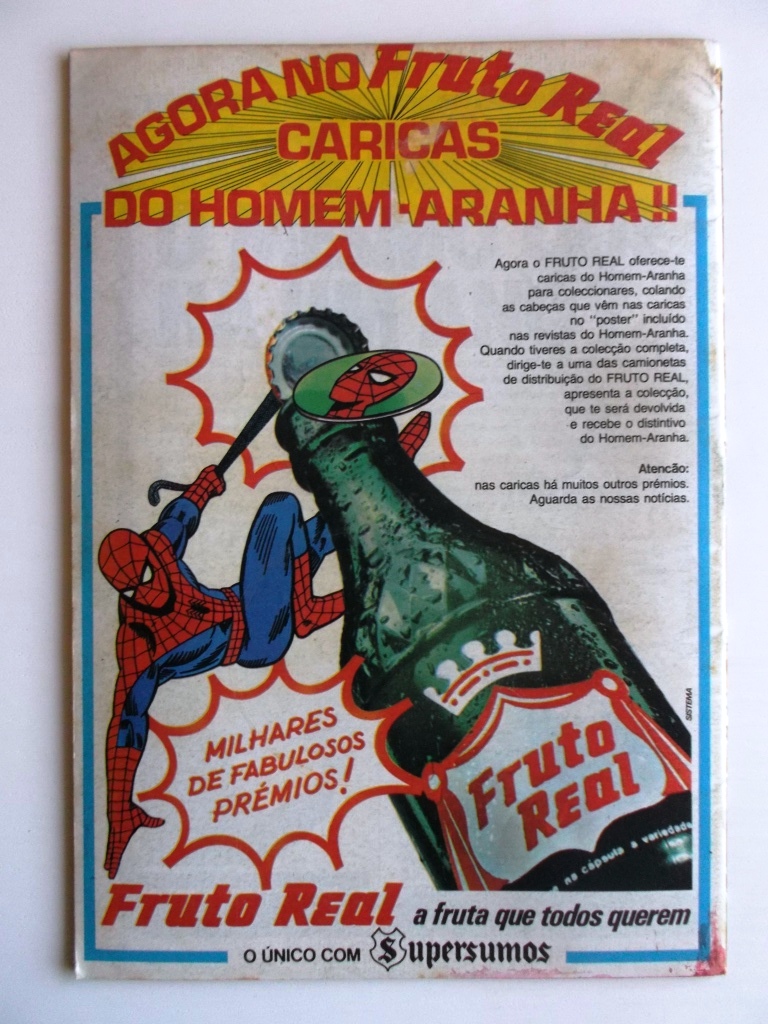 AGORA NO Fruto Real
CARICAS
DO HOMEM-ARANHA!!
Agora o FRUTO REAL oferece-te
caricas do Homem-Aranha
para coleccionares, colando
as cabeças que vêm nas caricas
no "poster" incluído
nas revistas do Homem-Aranha.
Quando tiveres a colecção completa,
dirige-te a uma das camionetas
de distribuição do FRUTO REAL,
apresenta a colecção,
que te será devolvida
e recebe o distintivo
do Homem-Aranha.
Atencão:
nas caricas há muitos outros prémios.
Aguarda as nossas notícias.
SISTEMA
MILHARES
DE FABULOSOS
PRÉMIOS!
Fruto
Real
na cápsula a variedade
Fruto Real a fruta que todos querem
O ÚNICO COM Supersumos